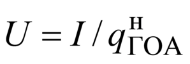 U = I / q^н_ГОА